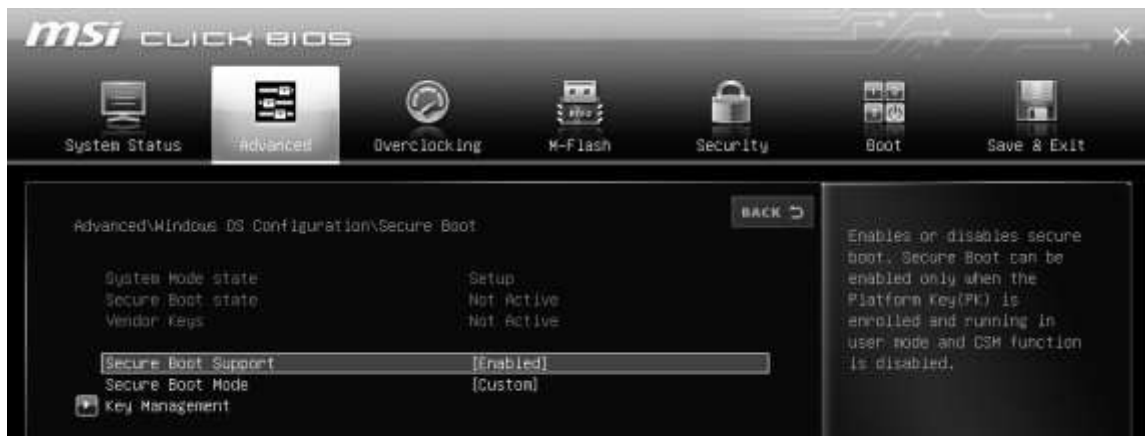 msi CLICK BIOS
System Status
Advanced
Overclocking
M-Flash
Security
Boot
Save & Exit
Advanced\Windows OS Configuration\Secure Boot
BACK
System Mode state Setup
Secure Boot state Not Active
Vendor Keys Not Active
Secure Boot Support [Enabled]
Secure Boot Mode [Custom]
Key Management
Enables or disables secure
boot. Secure Boot can be
enabled only when the
Platform Key(PK) is
enrolled and running in
user mode and CSM function
is disabled.